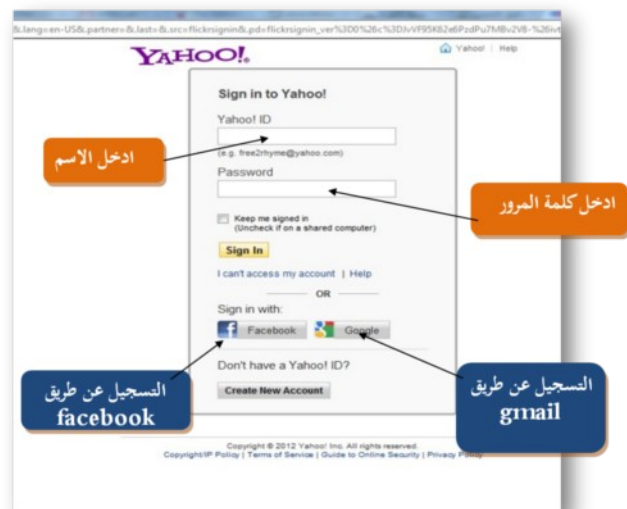 &.lang=en-US&.partner=&.last=&.src=flickrsignin&.pd=flickrsignin_ver%3D0%26c%3DJvVF95K62e6PzdPu7MBv2V8-%26ivt
YAHOO!
Yahoo! | Help
Sign in to Yahoo!
Yahoo! ID
ادخل الاسم
(e.g. free2rhyme@yahoo.com)
Password
ادخل كلمة المرور
Keep me signed in
(Uncheck if on a shared computer)
Sign In
I can't access my account | Help
OR
Sign in with:
Facebook
Google
Don't have a Yahoo! ID?
التسجيل عن طريق
facebook
التسجيل عن طريق
gmail
Create New Account
Copyright © 2012 Yahoo! Inc. All rights reserved.
Copyright/IP Policy | Terms of Service | Guide to Online Security | Privacy Policy